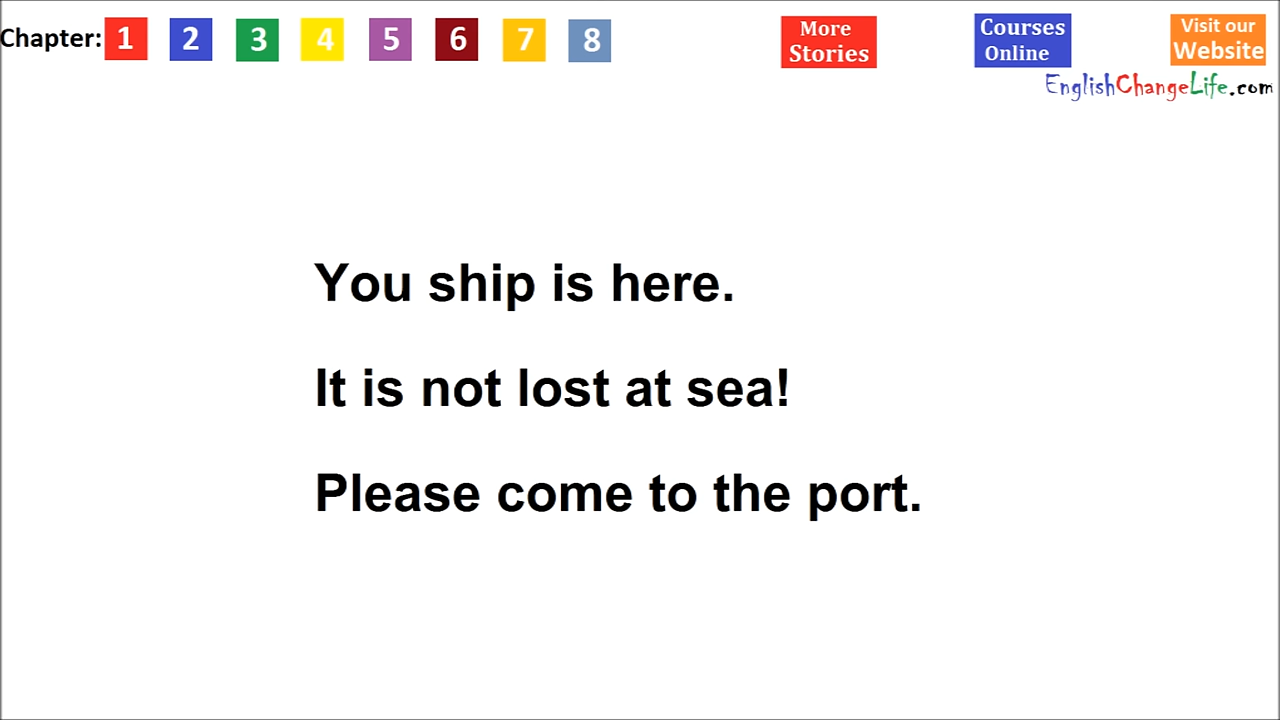 Chapter: 1 2 3 4 5 6 7 8
More Stories
Courses Online
Visit our Website
EnglishChangeLife.com
You ship is here.
It is not lost at sea!
Please come to the port.